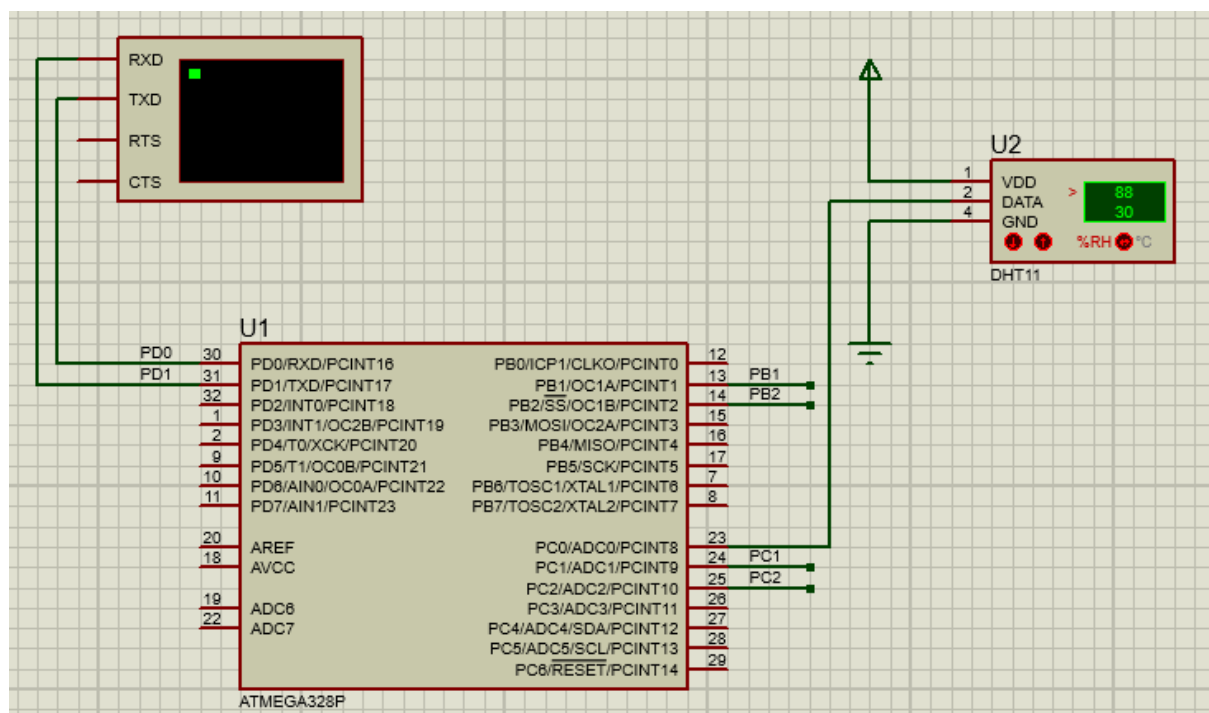 RXD
TXD
RTS
CTS
U2
1 VDD
2 DATA
4 GND
> 88
30
%RH °C
DHT11
U1
PD0 30 PD0/RXD/PCINT16
PD1 31 PD1/TXD/PCINT17
32 PD2/INT0/PCINT18
1 PD3/INT1/OC2B/PCINT19
2 PD4/T0/XCK/PCINT20
9 PD5/T1/OC0B/PCINT21
10 PD6/AIN0/OC0A/PCINT22
11 PD7/AIN1/PCINT23
20 AREF
18 AVCC
19 ADC6
22 ADC7
PB0/ICP1/CLKO/PCINT0 12
PB1/OC1A/PCINT1 13 PB1
PB2/SS/OC1B/PCINT2 14 PB2
PB3/MOSI/OC2A/PCINT3 15
PB4/MISO/PCINT4 16
PB5/SCK/PCINT5 17
PB6/TOSC1/XTAL1/PCINT6 7
PB7/TOSC2/XTAL2/PCINT7 8
PC0/ADC0/PCINT8 23
PC1/ADC1/PCINT9 24 PC1
PC2/ADC2/PCINT10 25 PC2
PC3/ADC3/PCINT11 26
PC4/ADC4/SDA/PCINT12 27
PC5/ADC5/SCL/PCINT13 28
PC6/RESET/PCINT14 29
ATMEGA328P